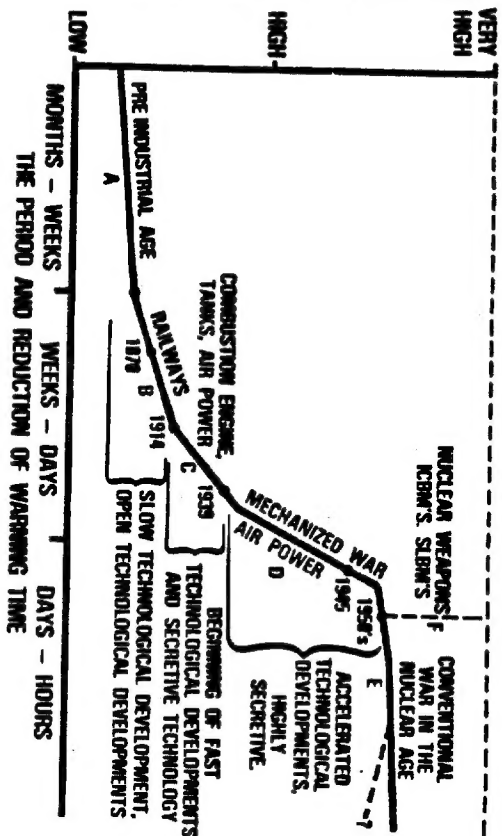 VERY
HIGH
HIGH
LOW
PRE INDUSTRIAL AGE
A
RAILWAYS
1870
B
1914
COMBUSTION ENGINE,
TANKS, AIR POWER
C
1939
MECHANIZED WAR
AIR POWER
D
1945
1950's
NUCLEAR WEAPONS
ICBM'S. SLBM'S.
F
E
CONVENTIONAL
WAR IN THE
NUCLEAR AGE
?
ACCELERATED
TECHNOLOGICAL
DEVELOPMENTS,
HIGHLY
SECRETIVE.
BEGINNING OF FAST
TECHNOLOGICAL DEVELOPMENTS
AND SECRETIVE TECHNOLOGY
SLOW TECHNOLOGICAL DEVELOPMENT,
OPEN TECHNOLOGICAL DEVELOPMENTS
MONTHS – WEEKS
WEEKS – DAYS
DAYS – HOURS
THE PERIOD AND REDUCTION OF WARNING TIME